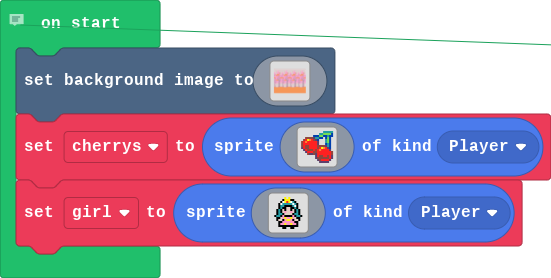 on start
set background image to
set cherrys to sprite of kind Player
set girl to sprite of kind Player